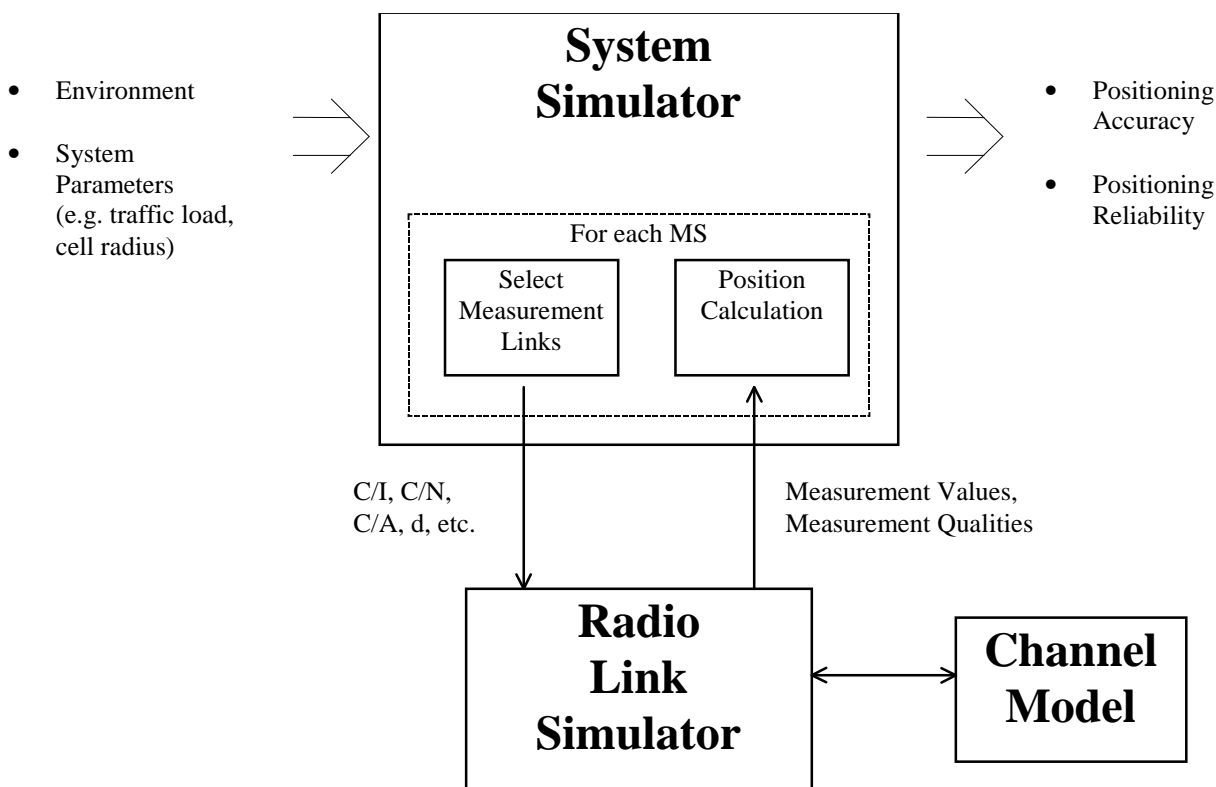 System
Simulator
• Environment
• System
Parameters
(e.g. traffic load,
cell radius)
• Positioning
Accuracy
• Positioning
Reliability
For each MS
Select
Measurement
Links
Position
Calculation
C/I, C/N,
C/A, d, etc.
Measurement Values,
Measurement Qualities
Radio
Link
Simulator
Channel
Model